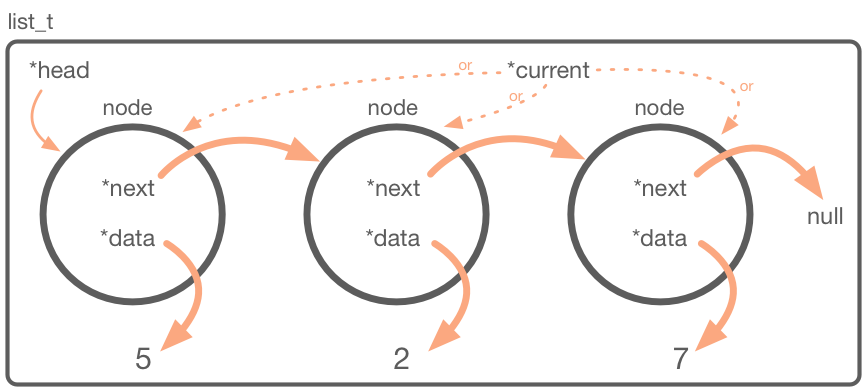 list_t
*head
or
*current
or
or
node
node
node
*next
*next
*next
null
*data
*data
*data
5
2
7